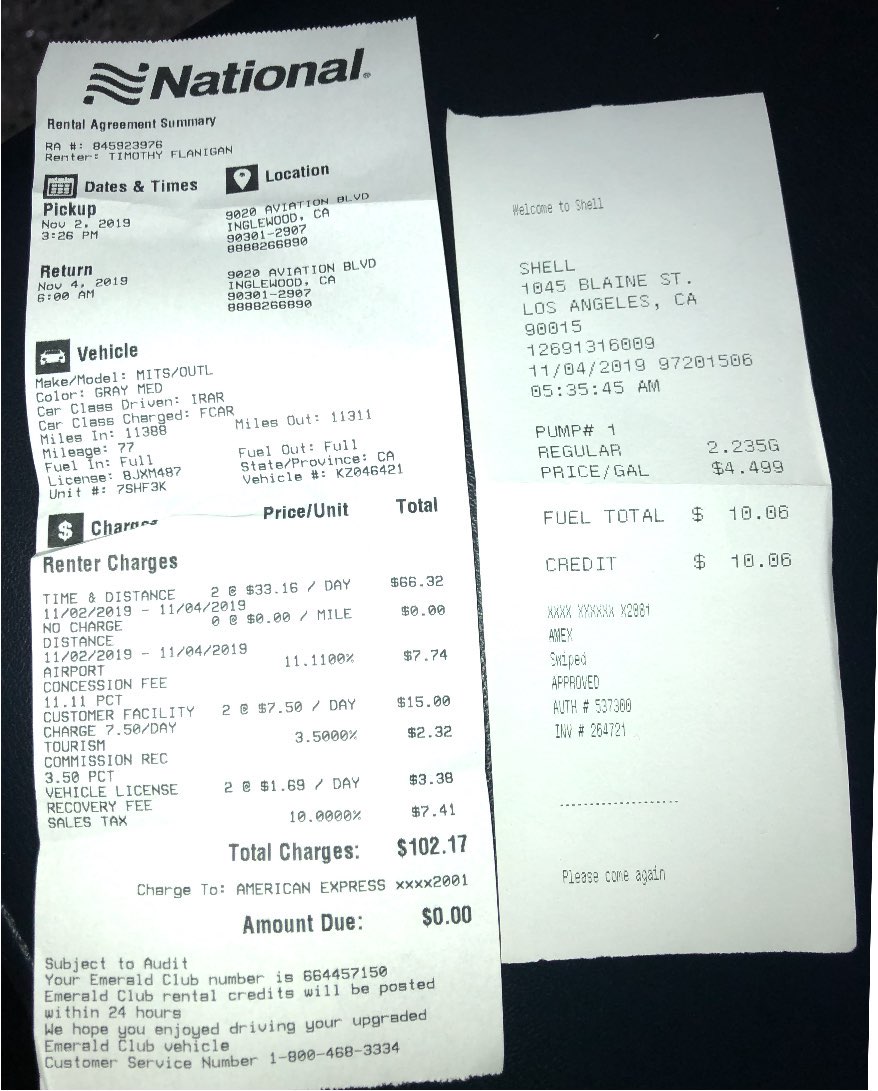 National
Rental Agreement Summary
RA #: 845923976
Renter: TIMOTHY FLANIGAN
Dates & Times
Location
Pickup
Nov 2, 2019
3:26 PM
9020 AVIATION BLVD
INGLEWOOD, CA
90301-2907
8888266890
Return
Nov 4, 2019
6:00 AM
9020 AVIATION BLVD
INGLEWOOD, CA
90301-2907
8888266890
Vehicle
Make/Model: MITS/OUTL
Color: GRAY MED
Car Class Driven: IRAR
Car Class Charged: FCAR
Miles In: 11388 Miles Out: 11311
Mileage: 77
Fuel In: Full Fuel Out: Full
License: 8JXM487 State/Province: CA
Unit #: 7SHF3K Vehicle #: KZ046421
Charges Price/Unit Total
Renter Charges
TIME & DISTANCE 2 @ $33.16 / DAY $66.32
11/02/2019 - 11/04/2019
NO CHARGE 0 @ $0.00 / MILE $0.00
DISTANCE
11/02/2019 - 11/04/2019
AIRPORT 11.1100% $7.74
CONCESSION FEE
11.11 PCT
CUSTOMER FACILITY 2 @ $7.50 / DAY $15.00
CHARGE 7.50/DAY
TOURISM 3.5000% $2.32
COMMISSION REC
3.50 PCT
VEHICLE LICENSE 2 @ $1.69 / DAY $3.38
RECOVERY FEE
SALES TAX 10.0000% $7.41
Total Charges: $102.17
Charge To: AMERICAN EXPRESS xxxx2001
Amount Due: $0.00
Subject to Audit
Your Emerald Club number is 664457150
Emerald Club rental credits will be posted
within 24 hours
We hope you enjoyed driving your upgraded
Emerald Club vehicle
Customer Service Number 1-800-468-3334
Welcome to Shell
SHELL
1045 BLAINE ST.
LOS ANGELES, CA
90015
12691316009
11/04/2019 97201506
05:35:45 AM
PUMP# 1
REGULAR 2.235G
PRICE/GAL $4.499
FUEL TOTAL $ 10.06
CREDIT $ 10.06
XXXX XXXXXX X2001
AMEX
Swiped
APPROVED
AUTH # 537300
INV # 264721
--------------------
Please come again